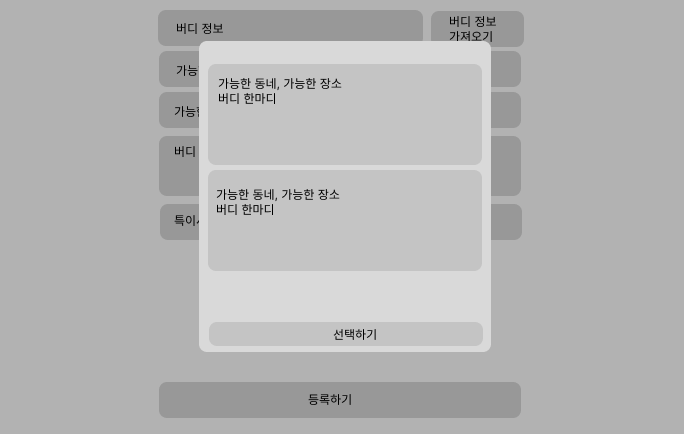 버디 정보
버디 정보
가져오기
가능
가능한
버디
특이
가능한 동네, 가능한 장소
버디 한마디
가능한 동네, 가능한 장소
버디 한마디
선택하기
등록하기